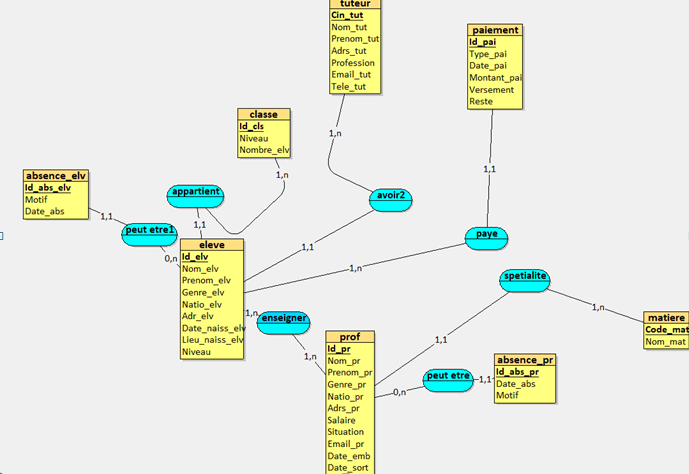 tuteur
Cin_tut
Nom_tut
Prenom_tut
Adrs_tut
Profession
Email_tut
Tele_tut
paiement
Id_pai
Type_pai
Date_pai
Montant_pai
Versement
Reste
classe
Id_cls
Niveau
Nombre_elv
1,n
1,n
1,1
absence_elv
Id_abs_elv
Motif
Date_abs
appartient
avoir2
1,1
1,1
peut etre1
0,n
paye
1,1
1,n
eleve
Id_elv
Nom_elv
Prenom_elv
Genre_elv
Natio_elv
Adr_elv
Date_naiss_elv
Lieu_naiss_elv
Niveau
spetialite
1,n
1,n
enseigner
1,n
1,1
matiere
Code_mat
Nom_mat
prof
Id_pr
Nom_pr
Prenom_pr
Genre_pr
Natio_pr
Adrs_pr
Salaire
Situation
Email_pr
Date_emb
Date_sort
0,n
peut etre
1,1
absence_pr
Id_abs_pr
Date_abs
Motif